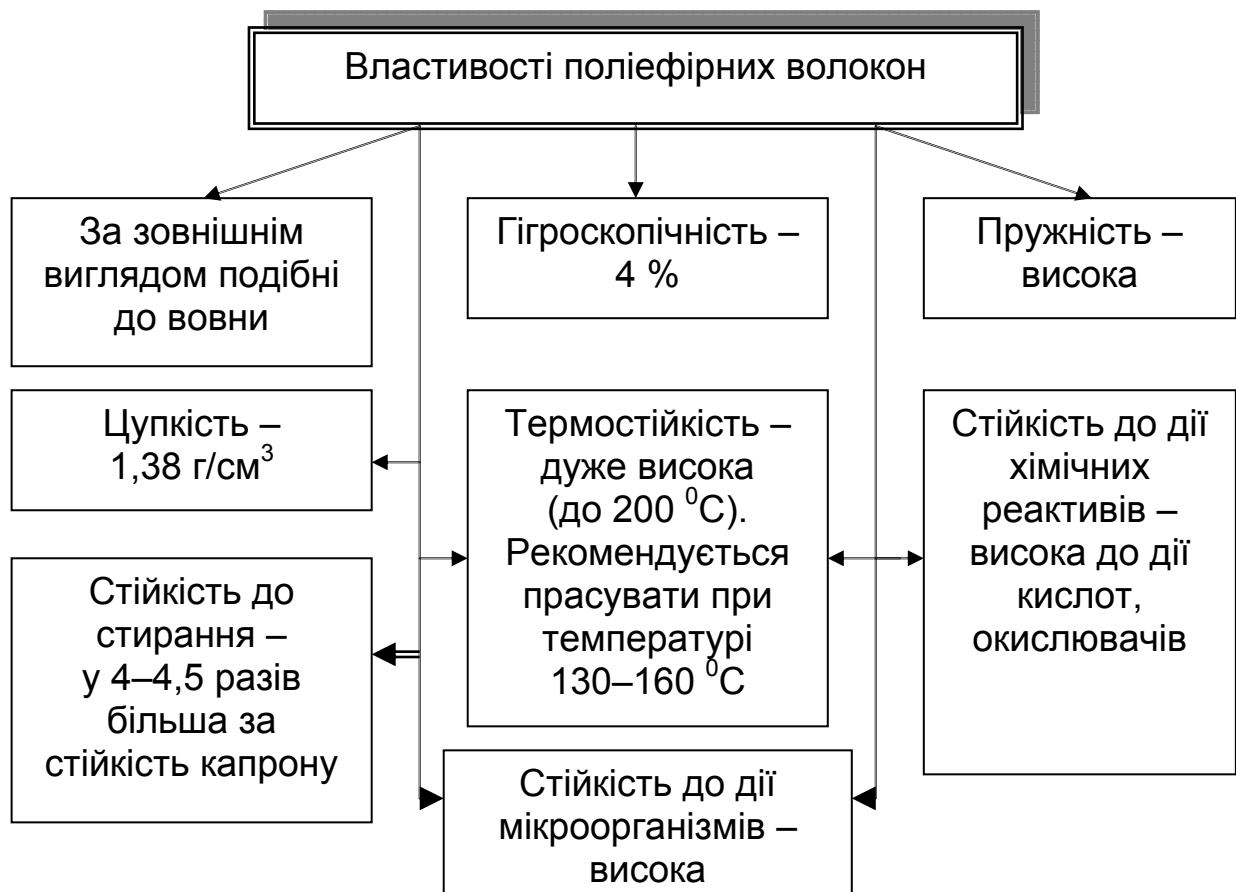 Властивості поліефірних волокон
За зовнішнім
виглядом подібні
до вовни
Гігроскопічність –
4 %
Пружність –
висока
Цупкість –
1,38 г/см³
Термостійкість –
дуже висока
(до 200 ⁰С).
Рекомендується
прасувати при
температурі
130–160 ⁰С
Стійкість до дії
хімічних
реактивів –
висока до дії
кислот,
окислювачів
Стійкість до
стирання –
у 4–4,5 разів
більша за
стійкість капрону
Стійкість до дії
мікроорганізмів –
висока